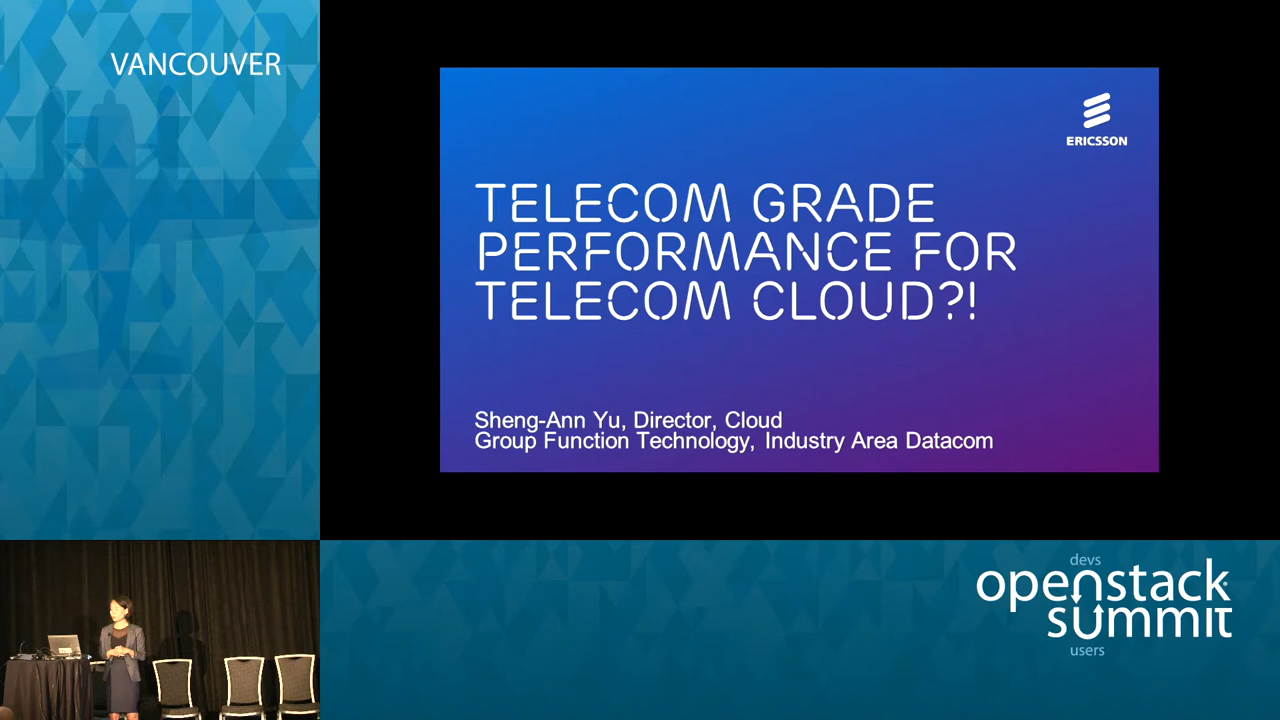 VANCOUVER
ERICSSON
TELECOM GRADE
PERFORMANCE FOR
TELECOM CLOUD?!
Sheng-Ann Yu, Director, Cloud
Group Function Technology, Industry Area Datacom
devs
openstack
summit
users